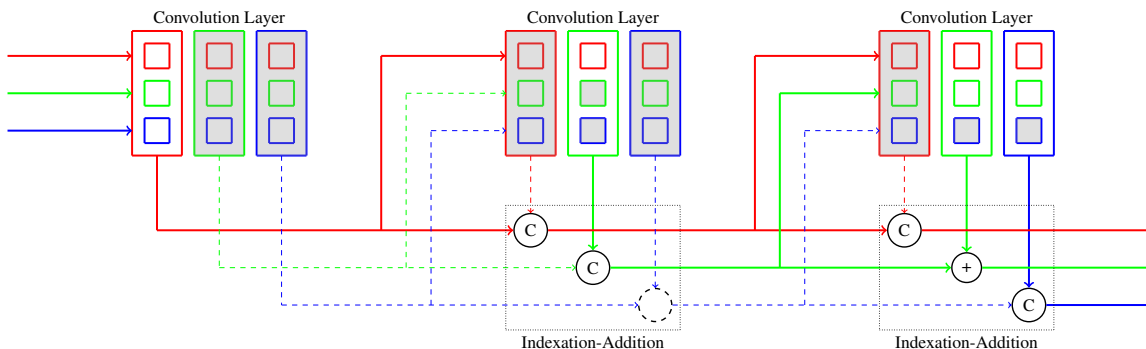 Convolution Layer
Convolution Layer
Convolution Layer
C
C
C
+
C
Indexation-Addition
Indexation-Addition